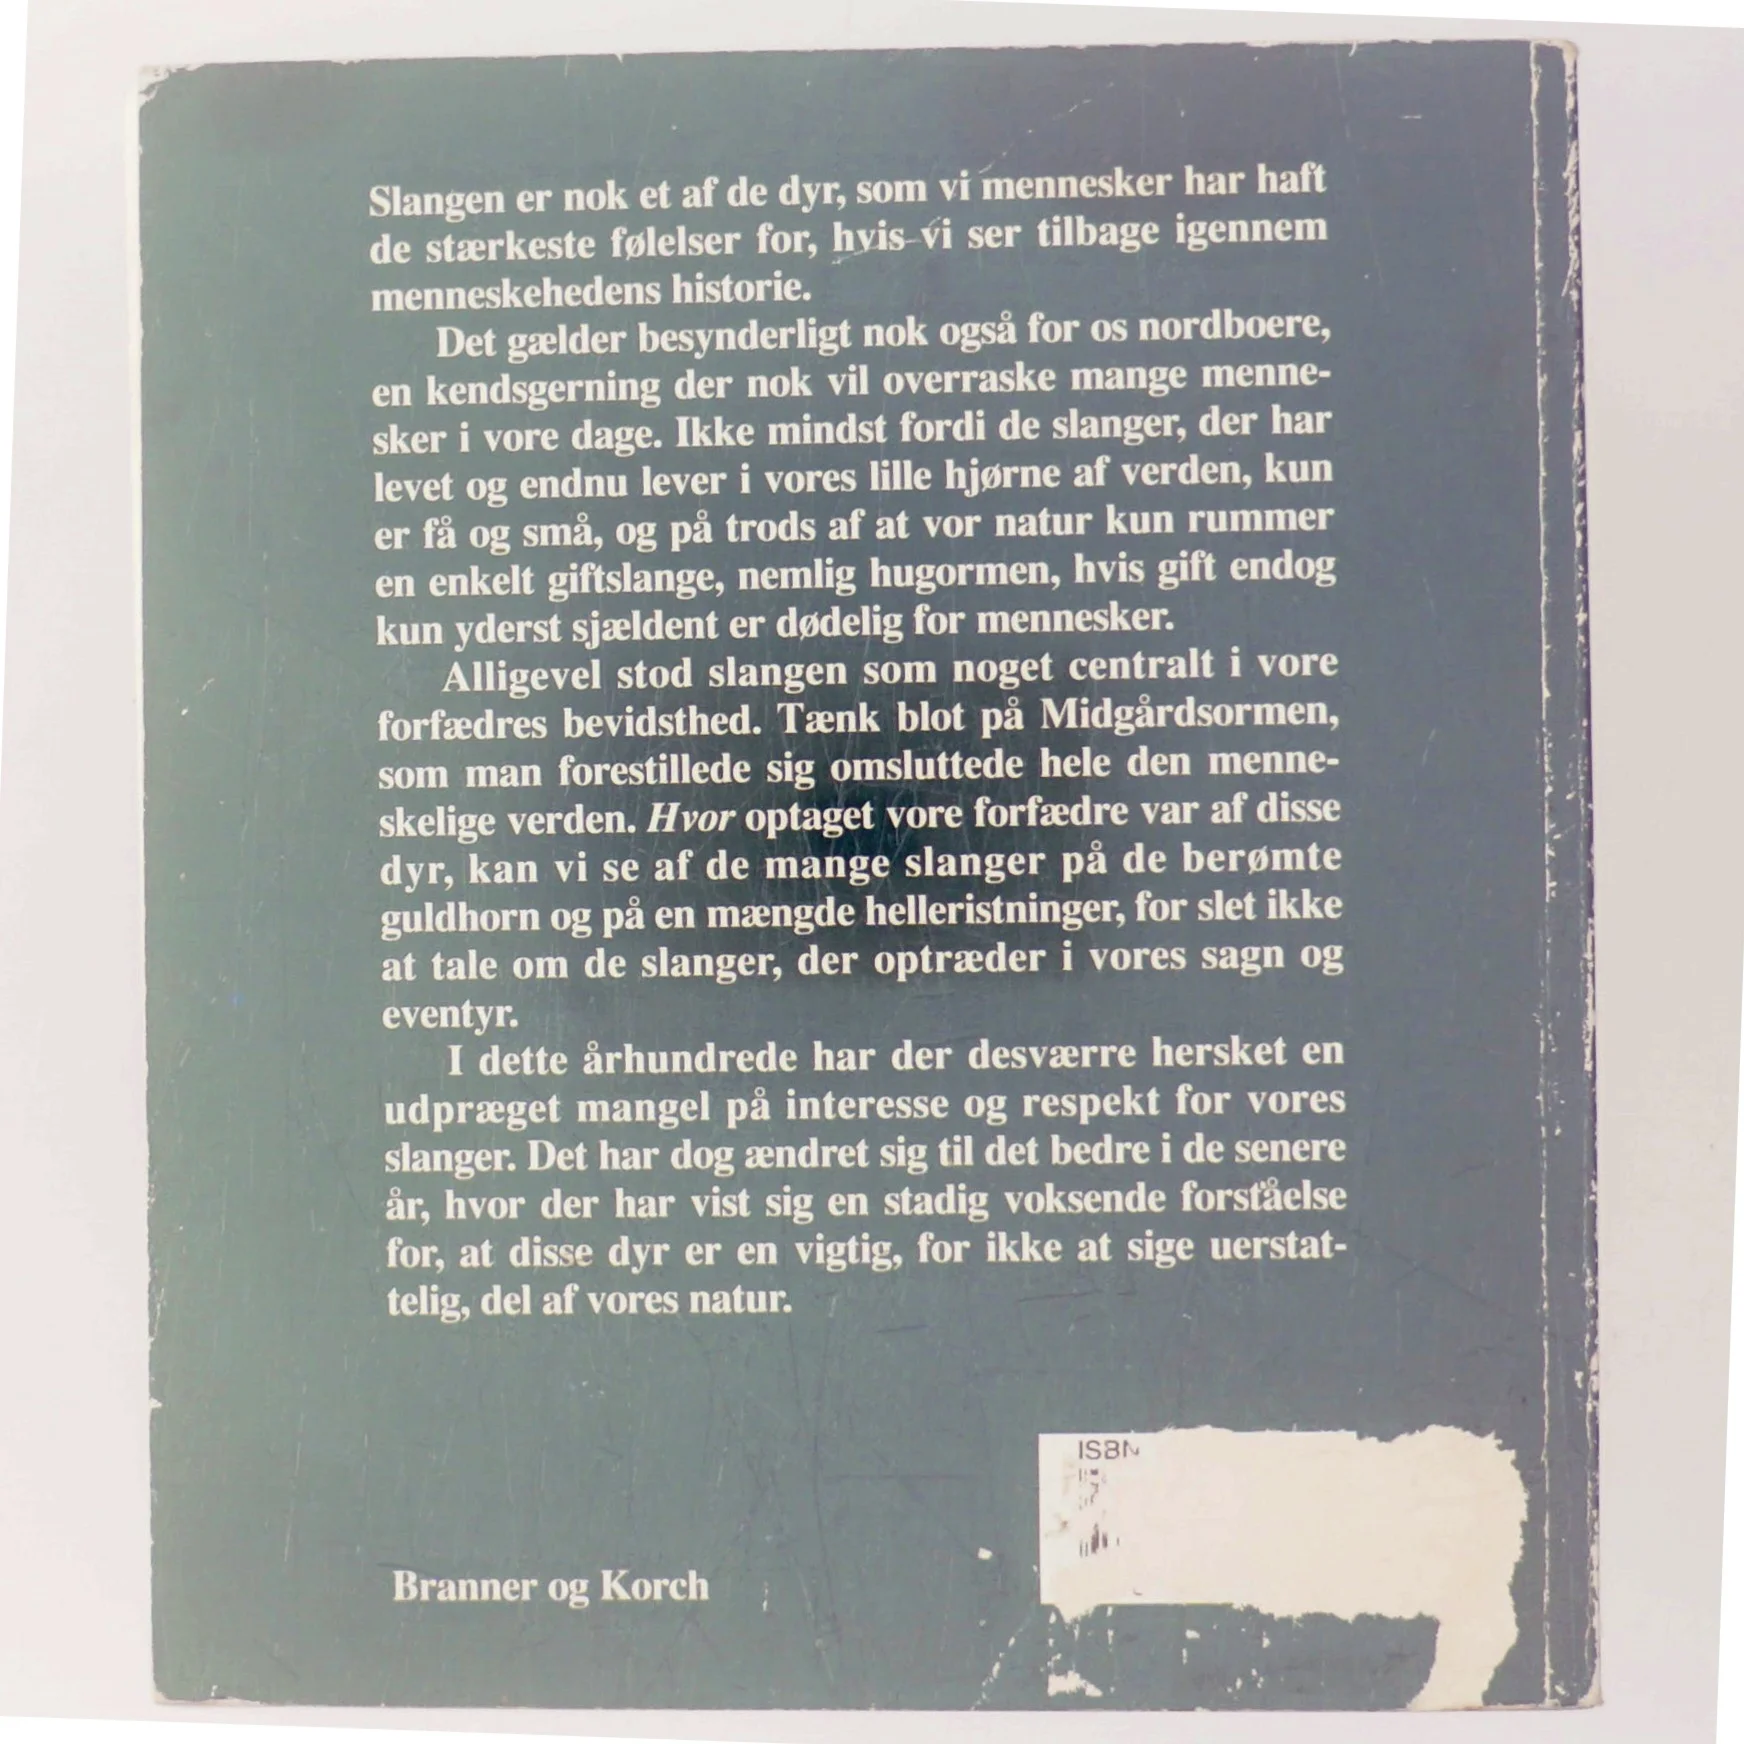 Slangen er nok et af de dyr, som vi mennesker har haft
de stærkeste følelser for, hvis vi ser tilbage igennem
menneskehedens historie.
Det gælder besynderligt nok også for os nordboere,
en kendsgerning der nok vil overraske mange menne-
sker i vore dage. Ikke mindst fordi de slanger, der har
levet og endnu lever i vores lille hjørne af verden, kun
er få og små, og på trods af at vor natur kun rummer
en enkelt giftslange, nemlig hugormen, hvis gift endog
kun yderst sjældent er dødelig for mennesker.
Alligevel stod slangen som noget centralt i vore
forfædres bevidsthed. Tænk blot på Midgårdsormen,
som man forestillede sig omsluttede hele den menne-
skelige verden. Hvor optaget vore forfædre var af disse
dyr, kan vi se af de mange slanger på de berømte
guldhorn og på en mængde helleristninger, for slet ikke
at tale om de slanger, der optræder i vores sagn og
eventyr.
I dette århundrede har der desværre hersket en
udpræget mangel på interesse og respekt for vores
slanger. Det har dog ændret sig til det bedre i de senere
år, hvor der har vist sig en stadig voksende forståelse
for, at disse dyr er en vigtig, for ikke at sige uerstat-
telig, del af vores natur.
ISBN
Branner og Korch